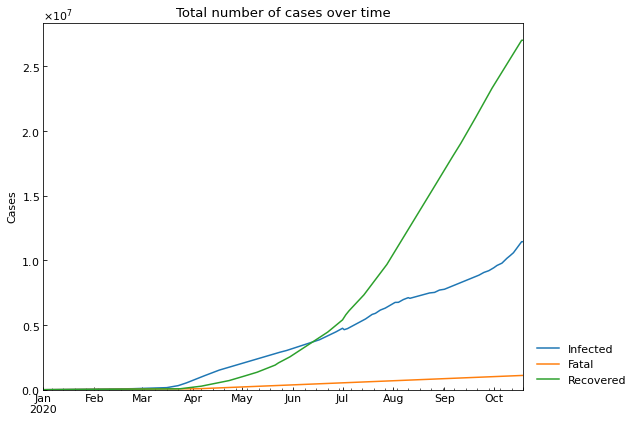 Total number of cases over time
×10⁷
2.5
2.0
1.5
1.0
0.5
0.0
Cases
Jan Feb Mar Apr May Jun Jul Aug Sep Oct
2020
Infected
Fatal
Recovered